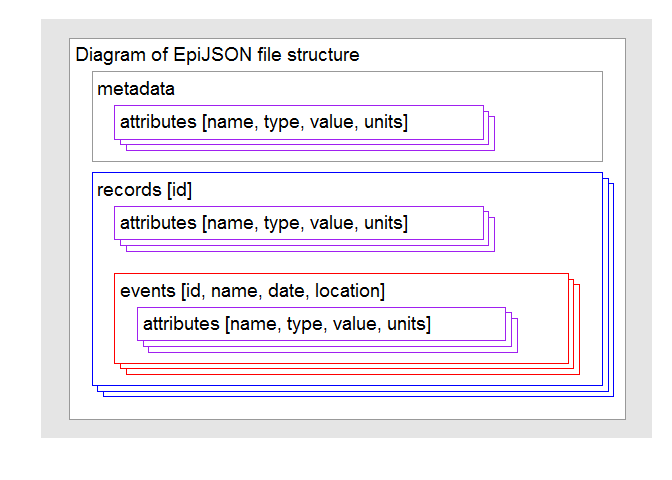 Diagram of EpiJSON file structure
metadata
attributes [name, type, value, units]
records [id]
attributes [name, type, value, units]
events [id, name, date, location]
attributes [name, type, value, units]